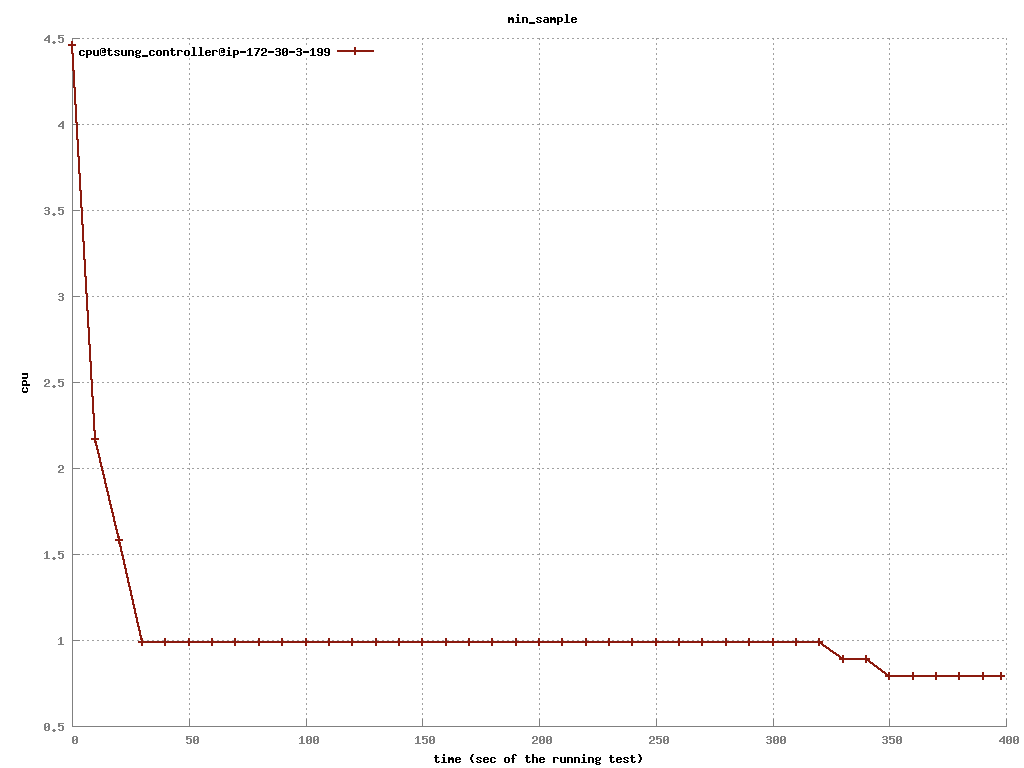 min_sample
4.5
cpu@tsung_controller@ip-172-30-3-199
4
3.5
3
2.5
cpu
2
1.5
1
0.5
0 50 100 150 200 250 300 350 400
time (sec of the running test)